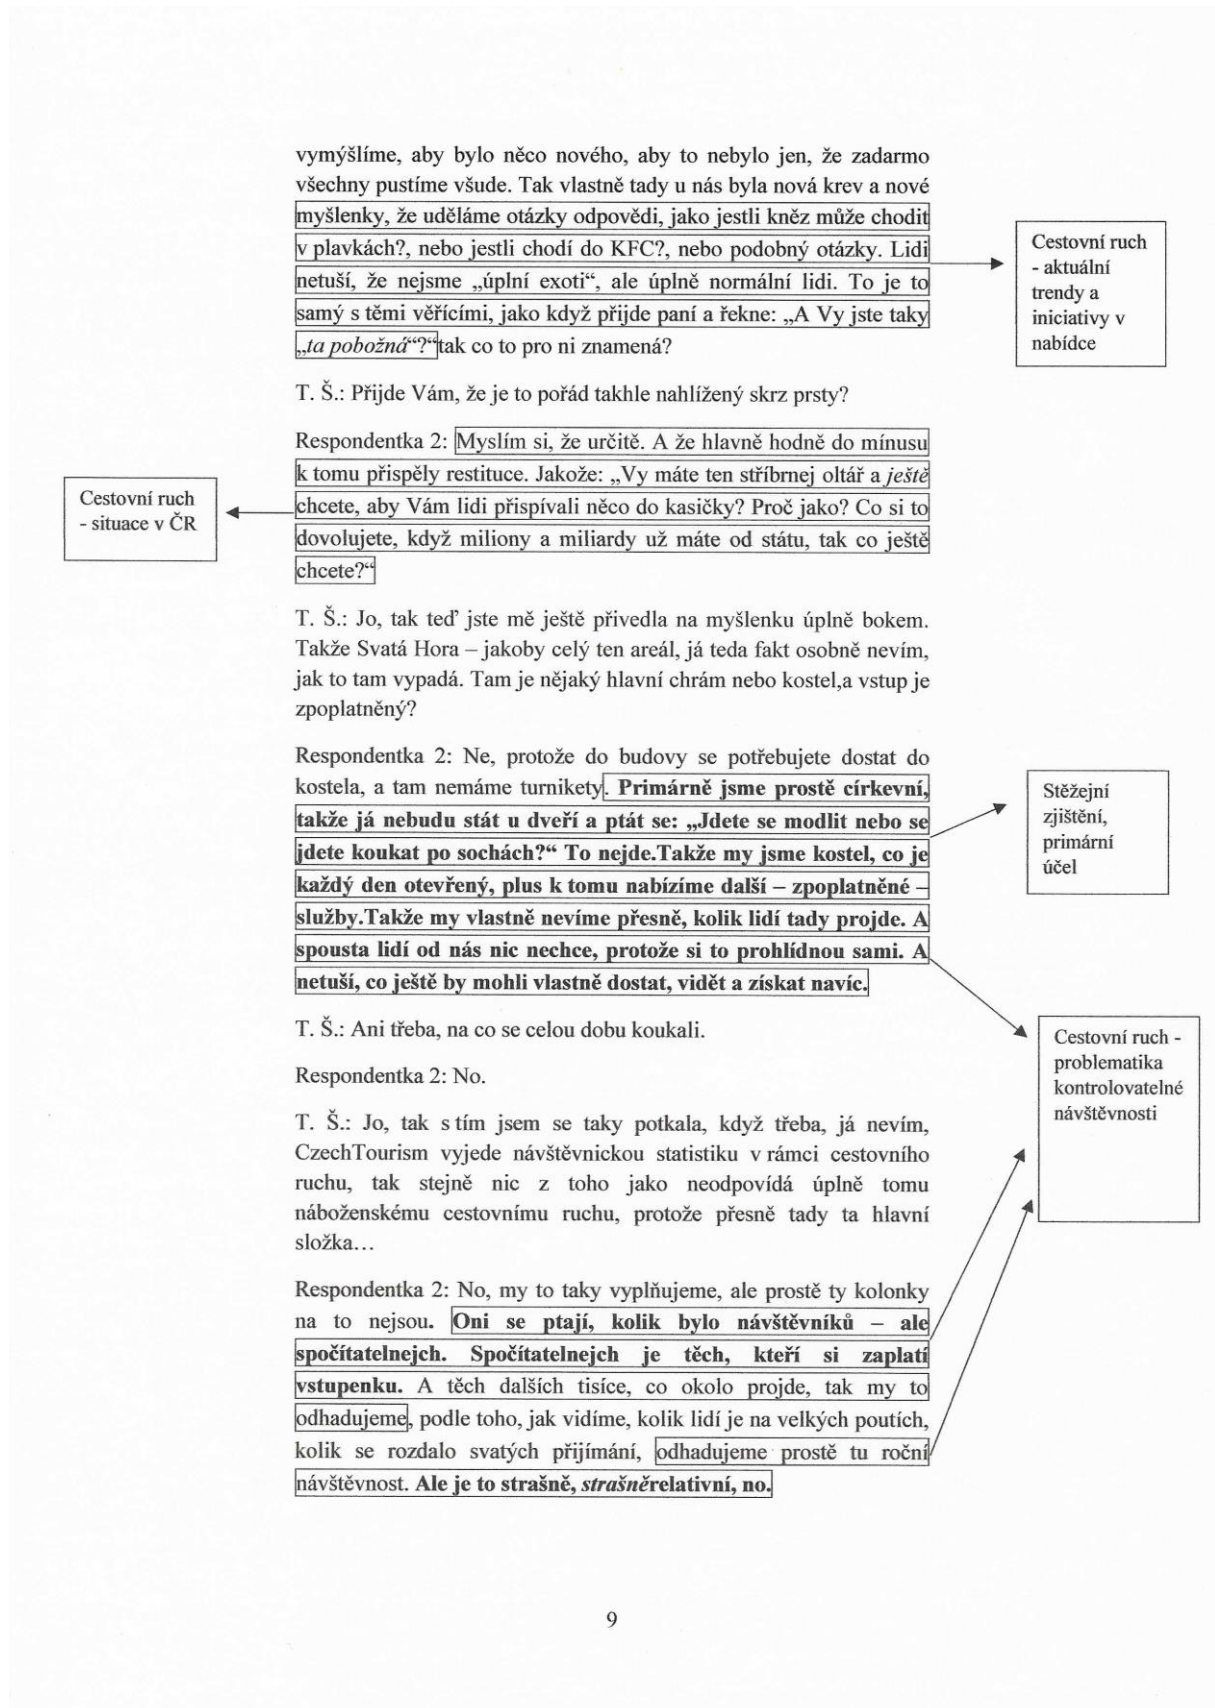 vymýšlíme, aby bylo něco nového, aby to nebylo jen, že zadarmo
všechny pustíme všude. Tak vlastně tady u nás byla nová krev a nové
myšlenky, že uděláme otázky odpovědi, jako jestli kněz může chodit
v plavkách?, nebo jestli chodí do KFC?, nebo podobný otázky. Lidi
netuší, že nejsme „úplní exoti“, ale úplně normální lidi. To je to
samý s těmi věřícími, jako když přijde paní a řekne: „A Vy jste taky
„ta pobožná“?“tak co to pro ni znamená?
Cestovní ruch
- aktuální
trendy a
iniciativy v
nabídce
T. Š.: Přijde Vám, že je to pořád takhle nahlížený skrz prsty?
Respondentka 2: Myslím si, že určitě. A že hlavně hodně do mínusu
k tomu přispěly restituce. Jakože: „Vy máte ten stříbrnej oltář a ještě
chcete, aby Vám lidi přispívali něco do kasičky? Proč jako? Co si to
dovolujete, když miliony a miliardy už máte od státu, tak co ještě
chcete?“
Cestovní ruch
- situace v ČR
T. Š.: Jo, tak teď jste mě ještě přivedla na myšlenku úplně bokem.
Takže Svatá Hora – jakoby celý ten areál, já teda fakt osobně nevím,
jak to tam vypadá. Tam je nějaký hlavní chrám nebo kostel,a vstup je
zpoplatněný?
Respondentka 2: Ne, protože do budovy se potřebujete dostat do
kostela, a tam nemáme turnikety. Primárně jsme prostě církevní,
takže já nebudu stát u dveří a ptát se: „Jdete se modlit nebo se
jdete koukat po sochách?“ To nejde.Takže my jsme kostel, co je
každý den otevřený, plus k tomu nabízíme další – zpoplatněné –
služby.Takže my vlastně nevíme přesně, kolik lidí tady projde. A
spousta lidí od nás nic nechce, protože si to prohlídnou sami. A
netuší, co ještě by mohli vlastně dostat, vidět a získat navíc.
Stěžejní
zjištění,
primární
účel
T. Š.: Ani třeba, na co se celou dobu koukali.
Respondentka 2: No.
Cestovní ruch -
problematika
kontrolovatelné
návštěvnosti
T. Š.: Jo, tak s tím jsem se taky potkala, když třeba, já nevím,
CzechTourism vyjede návštěvnickou statistiku v rámci cestovního
ruchu, tak stejně nic z toho jako neodpovídá úplně tomu
náboženskému cestovnímu ruchu, protože přesně tady ta hlavní
složka…
Respondentka 2: No, my to taky vyplňujeme, ale prostě ty kolonky
na to nejsou. Oni se ptají, kolik bylo návštěvníků – ale
spočítatelnejch. Spočítatelnejch je těch, kteří si zaplatí
vstupenku. A těch dalších tisíce, co okolo projde, tak my to
odhadujeme, podle toho, jak vidíme, kolik lidí je na velkých poutích,
kolik se rozdalo svatých přijímání, odhadujeme prostě tu roční
návštěvnost. Ale je to strašně, strašněrelativní, no.
9